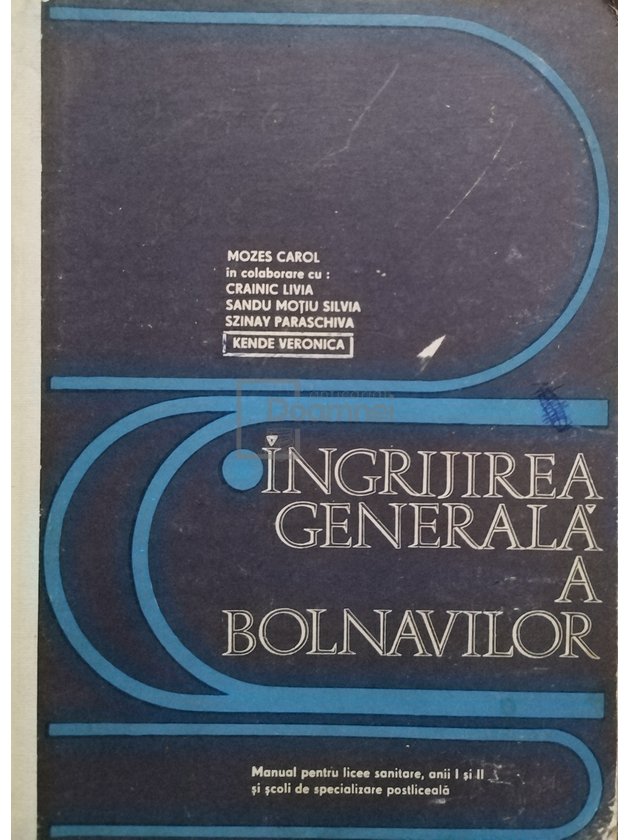 MOZES CAROL
în colaborare cu :
CRAINIC LIVIA
SANDU MOȚIU SILVIA
SZINAY PARASCHIVA
KENDE VERONICA
ÎNGRIJIREA
GENERALĂ
A
BOLNAVILOR
Manual pentru licee sanitare, anii I și II
și școli de specializare postliceală